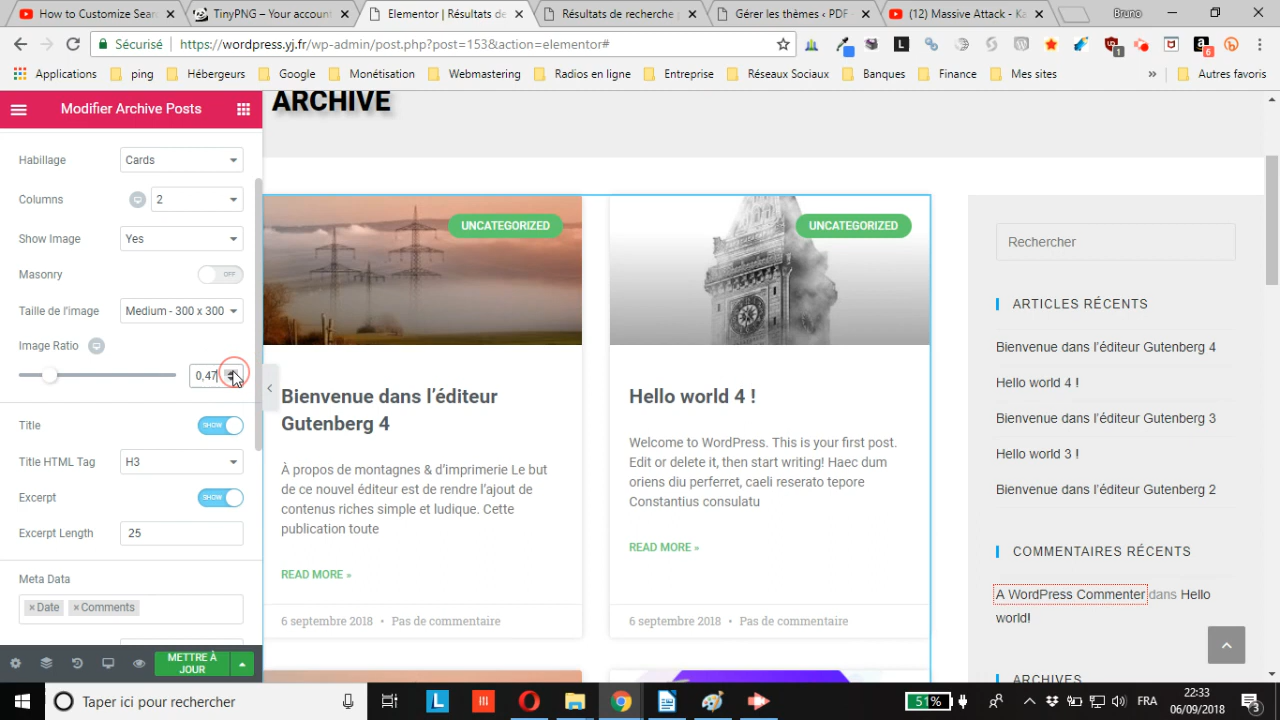 How to Customize Sear
TinyPNG – Your account
Elementor | Résultats de
Résultats de recherche
Gérer les thèmes ‹ PDF
(12) Massive Attack - Ka
Bruno
Sécurisé
https://wordpress.yj.fr/wp-admin/post.php?post=153&action=elementor#
Applications
ping
Hébergeurs
Google
Monétisation
Webmastering
Radios en ligne
Entreprise
Réseaux Sociaux
Banques
Finance
Mes sites
»
Autres favoris
Modifier Archive Posts
ARCHIVE
Habillage
Cards
Columns
2
Show Image
Yes
Masonry
OFF
Taille de l'image
Medium - 300 x 300
Image Ratio
0,47
Title
SHOW
Title HTML Tag
H3
Excerpt
SHOW
Excerpt Length
25
Meta Data
×Date ×Comments
METTRE À
JOUR
UNCATEGORIZED
Bienvenue dans l’éditeur
Gutenberg 4
À propos de montagnes & d’imprimerie Le but
de ce nouvel éditeur est de rendre l’ajout de
contenus riches simple et ludique. Cette
publication toute
READ MORE »
6 septembre 2018 • Pas de commentaire
UNCATEGORIZED
Hello world 4 !
Welcome to WordPress. This is your first post.
Edit or delete it, then start writing! Haec dum
oriens diu perferret, caeli reserato tepore
Constantius consulatu
READ MORE »
6 septembre 2018 • Pas de commentaire
Rechercher
ARTICLES RÉCENTS
Bienvenue dans l’éditeur Gutenberg 4
Hello world 4 !
Bienvenue dans l’éditeur Gutenberg 3
Hello world 3 !
Bienvenue dans l’éditeur Gutenberg 2
COMMENTAIRES RÉCENTS
A WordPress Commenter dans Hello
world!
ARCHIVES
Taper ici pour rechercher
51%
FRA
22:33
06/09/2018
3